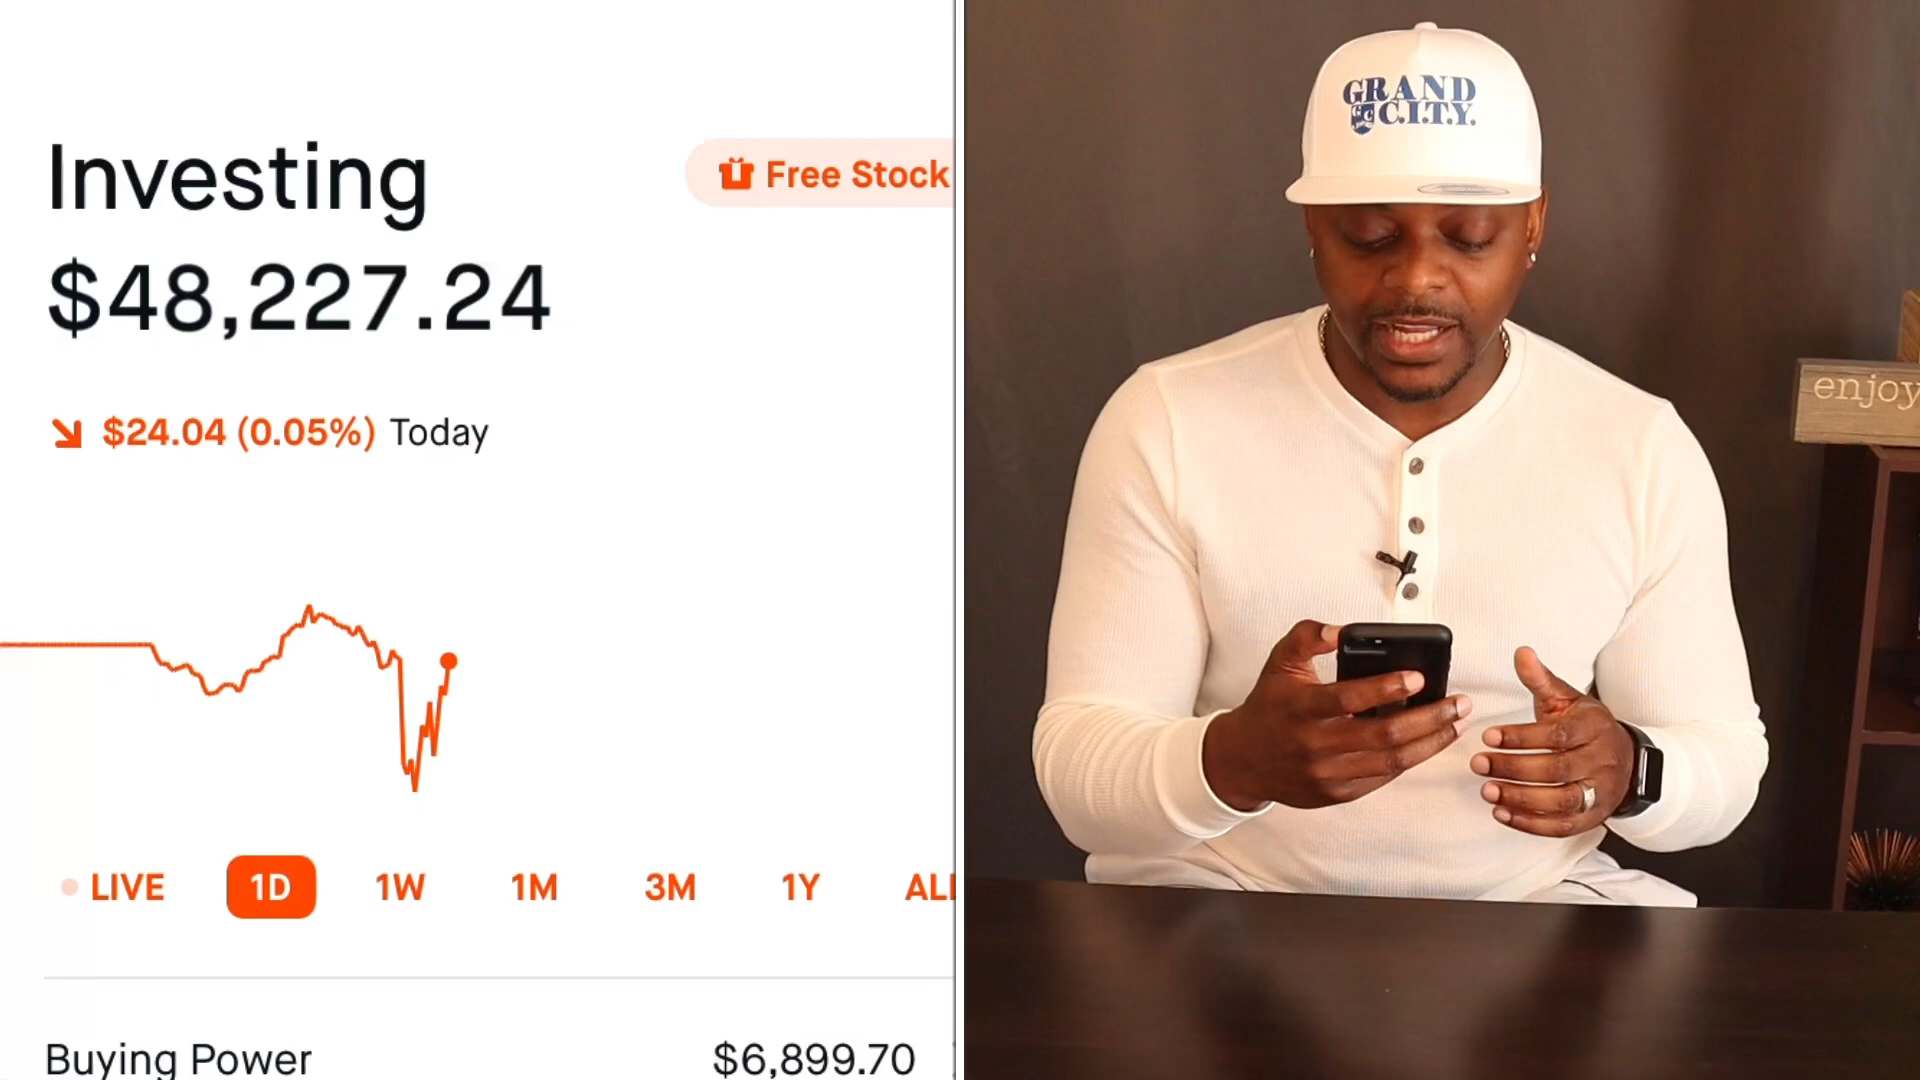 Investing
Free Stock
$48,227.24
$24.04 (0.05%) Today
LIVE 1D 1W 1M 3M 1Y ALL
Buying Power $6,899.70
GRAND
C.I.T.Y.
enjoy